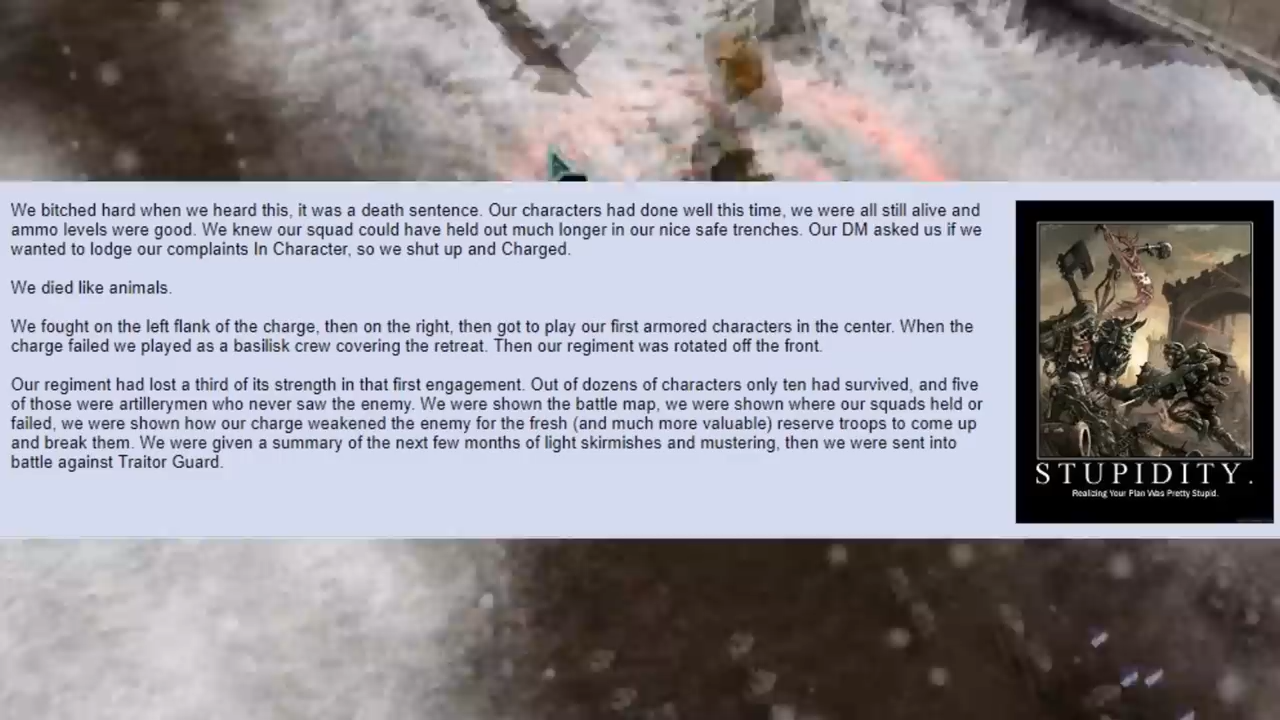 We bitched hard when we heard this, it was a death sentence. Our characters had done well this time, we were all still alive and
ammo levels were good. We knew our squad could have held out much longer in our nice safe trenches. Our DM asked us if we
wanted to lodge our complaints In Character, so we shut up and Charged.
We died like animals.
We fought on the left flank of the charge, then on the right, then got to play our first armored characters in the center. When the
charge failed we played as a basilisk crew covering the retreat. Then our regiment was rotated off the front.
Our regiment had lost a third of its strength in that first engagement. Out of dozens of characters only ten had survived, and five
of those were artillerymen who never saw the enemy. We were shown the battle map, we were shown where our squads held or
failed, we were shown how our charge weakened the enemy for the fresh (and much more valuable) reserve troops to come up
and break them. We were given a summary of the next few months of light skirmishes and mustering, then we were sent into
battle against Traitor Guard.
STUPIDITY.
Realizing Your Plan Was Pretty Stupid.